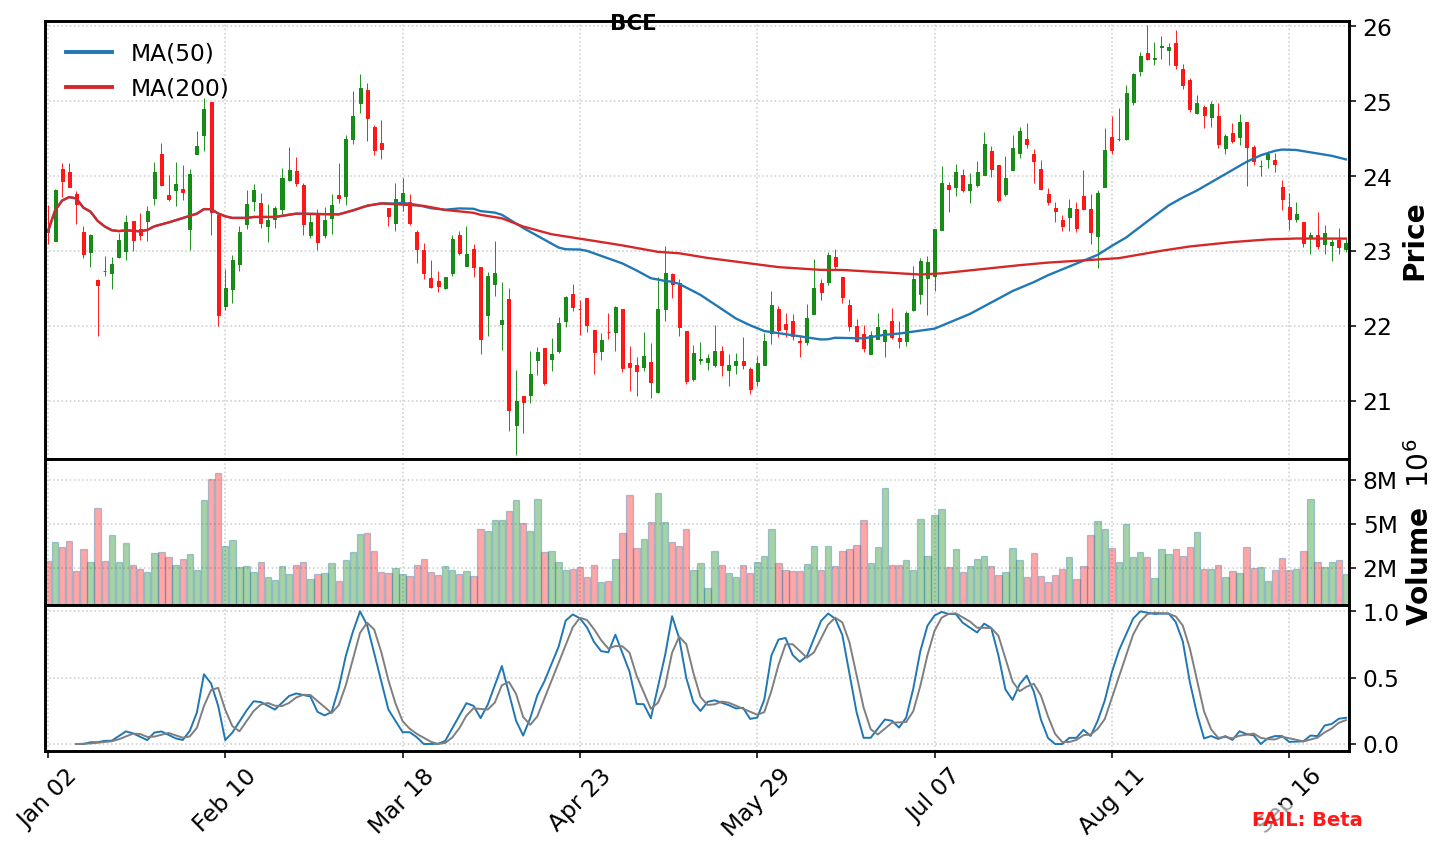 BCE
MA(50)
MA(200)
26
25
24
23
22
21
Price
8M
5M
2M
Volume 10^6
1.0
0.5
0.0
Jan 02
Feb 10
Mar 18
Apr 23
May 29
Jul 07
Aug 11
Sep 16
FAIL: Beta